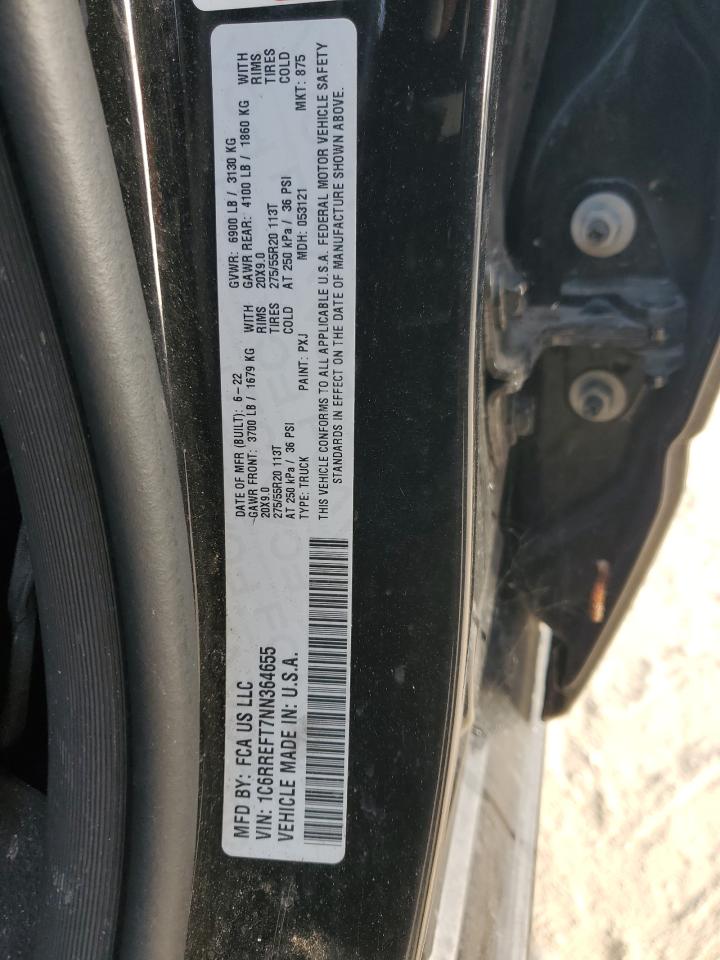 MFD BY: FCA US LLC
VIN: 1C6RREFT7NN364655
VEHICLE MADE IN: U.S.A.
DATE OF MFR (BUILT): 6-22
GVWR: 6900 LB / 3130 KG
GAWR FRONT: 3700 LB / 1679 KG WITH
GAWR REAR: 4100 LB / 1860 KG WITH
20X9.0 RIMS
20X9.0 RIMS
275/55R20 113T TIRES
275/55R20 113T TIRES
AT 250 kPa / 36 PSI COLD
AT 250 kPa / 36 PSI COLD
TYPE: TRUCK PAINT: PXJ MDH: 053121 MKT: 875
THIS VEHICLE CONFORMS TO ALL APPLICABLE U.S.A. FEDERAL MOTOR VEHICLE SAFETY
STANDARDS IN EFFECT ON THE DATE OF MANUFACTURE SHOWN ABOVE.